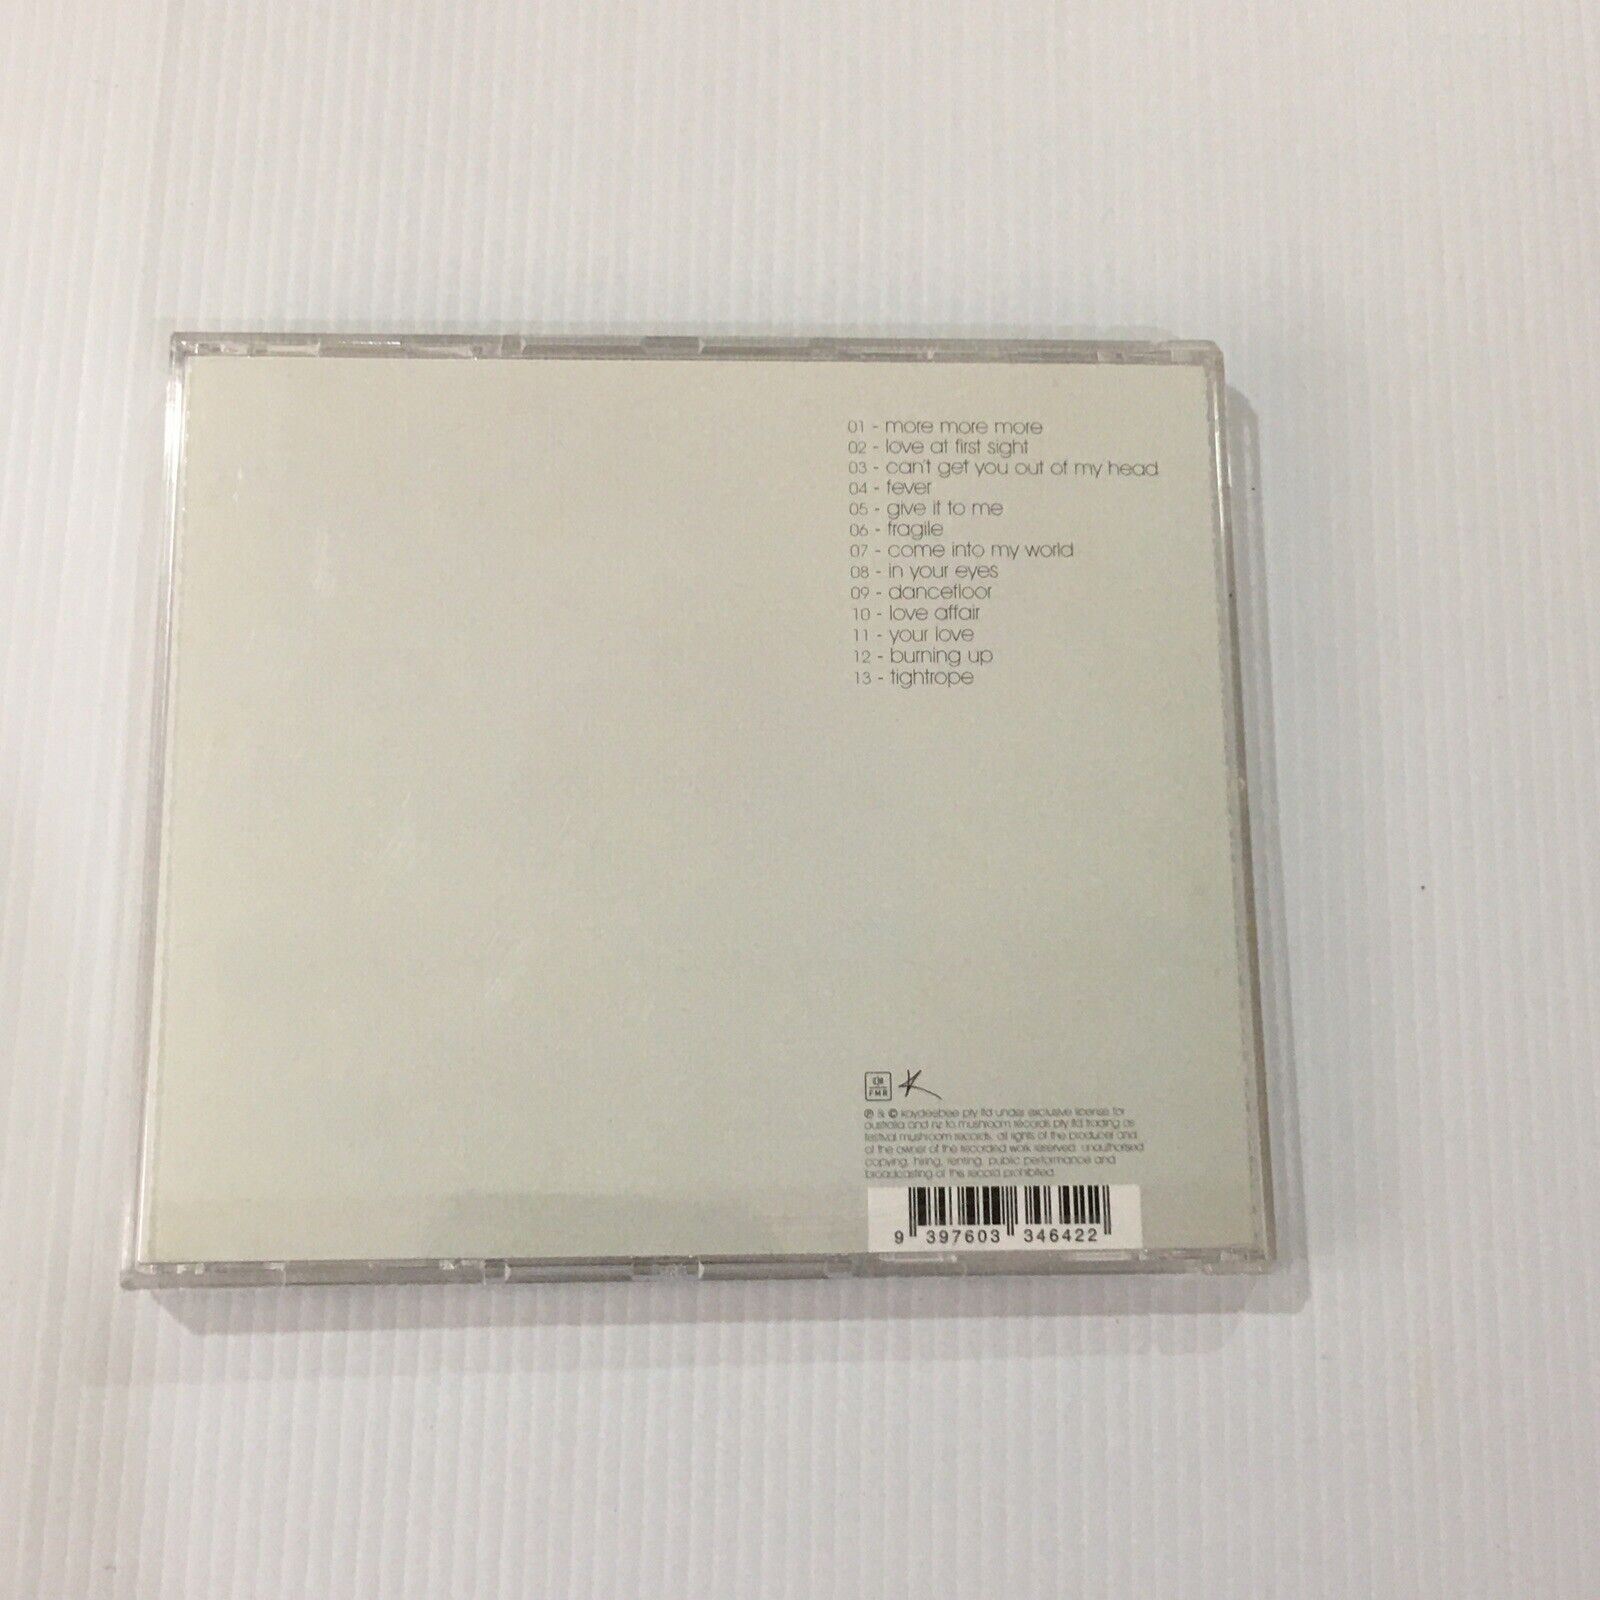 01 - more more more
02 - love at first sight
03 - can't get you out of my head
04 - fever
05 - give it to me
06 - fragile
07 - come into my world
08 - in your eyes
09 - dancefloor
10 - love affair
11 - your love
12 - burning up
13 - tightrope
FMR K
℗ & © kaydeebee pty ltd under exclusive license for
australia and nz to mushroom records pty ltd trading as
festival mushroom records. all rights of the producer and
of the owner of the recorded work reserved. unauthorised
copying, hiring, renting, public performance and
broadcasting of this record prohibited.
9 397603 346422